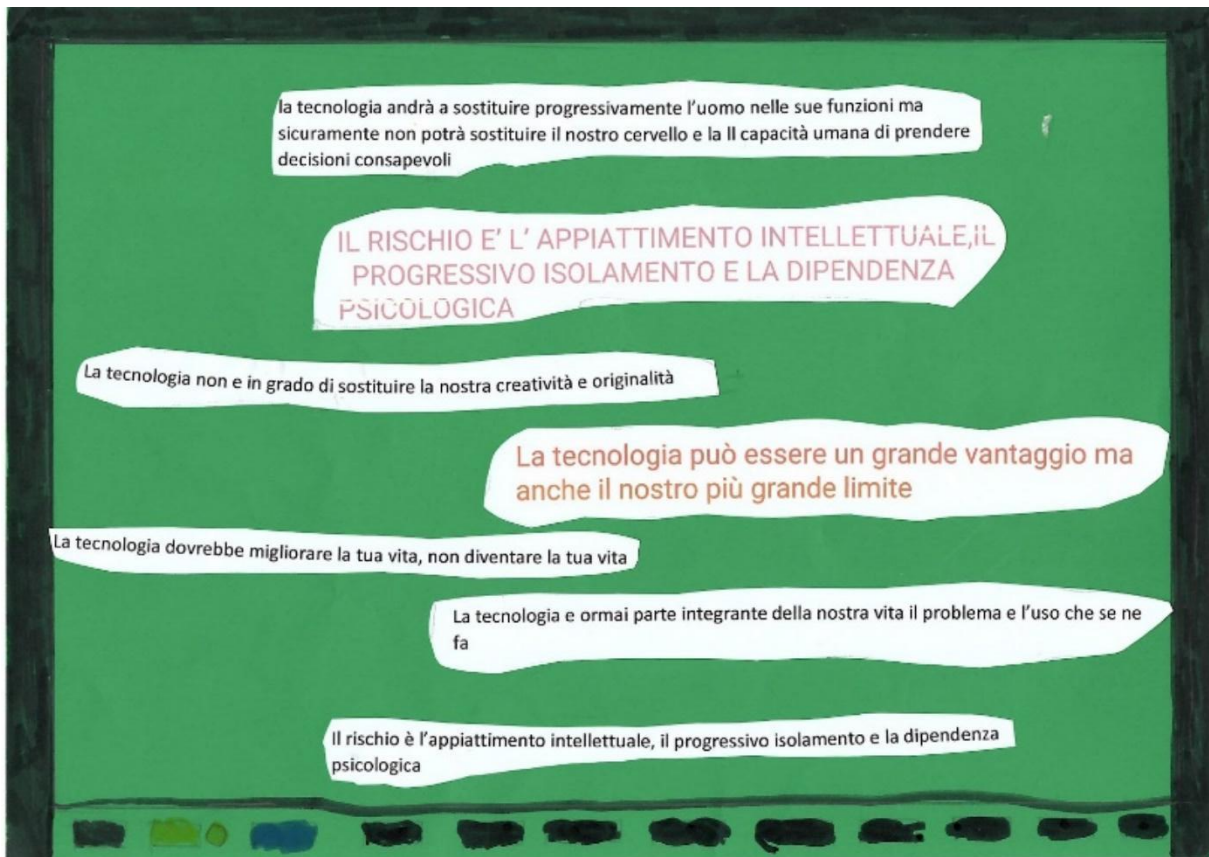 la tecnologia andrà a sostituire progressivamente l'uomo nelle sue funzioni ma
sicuramente non potrà sostituire il nostro cervello e la II capacità umana di prendere
decisioni consapevoli
IL RISCHIO E' L' APPIATTIMENTO INTELLETTUALE,IL
PROGRESSIVO ISOLAMENTO E LA DIPENDENZA
PSICOLOGICA
La tecnologia non e in grado di sostituire la nostra creatività e originalità
La tecnologia può essere un grande vantaggio ma
anche il nostro più grande limite
La tecnologia dovrebbe migliorare la tua vita, non diventare la tua vita
La tecnologia e ormai parte integrante della nostra vita il problema e l'uso che se ne
fa
Il rischio è l'appiattimento intellettuale, il progressivo isolamento e la dipendenza
psicologica